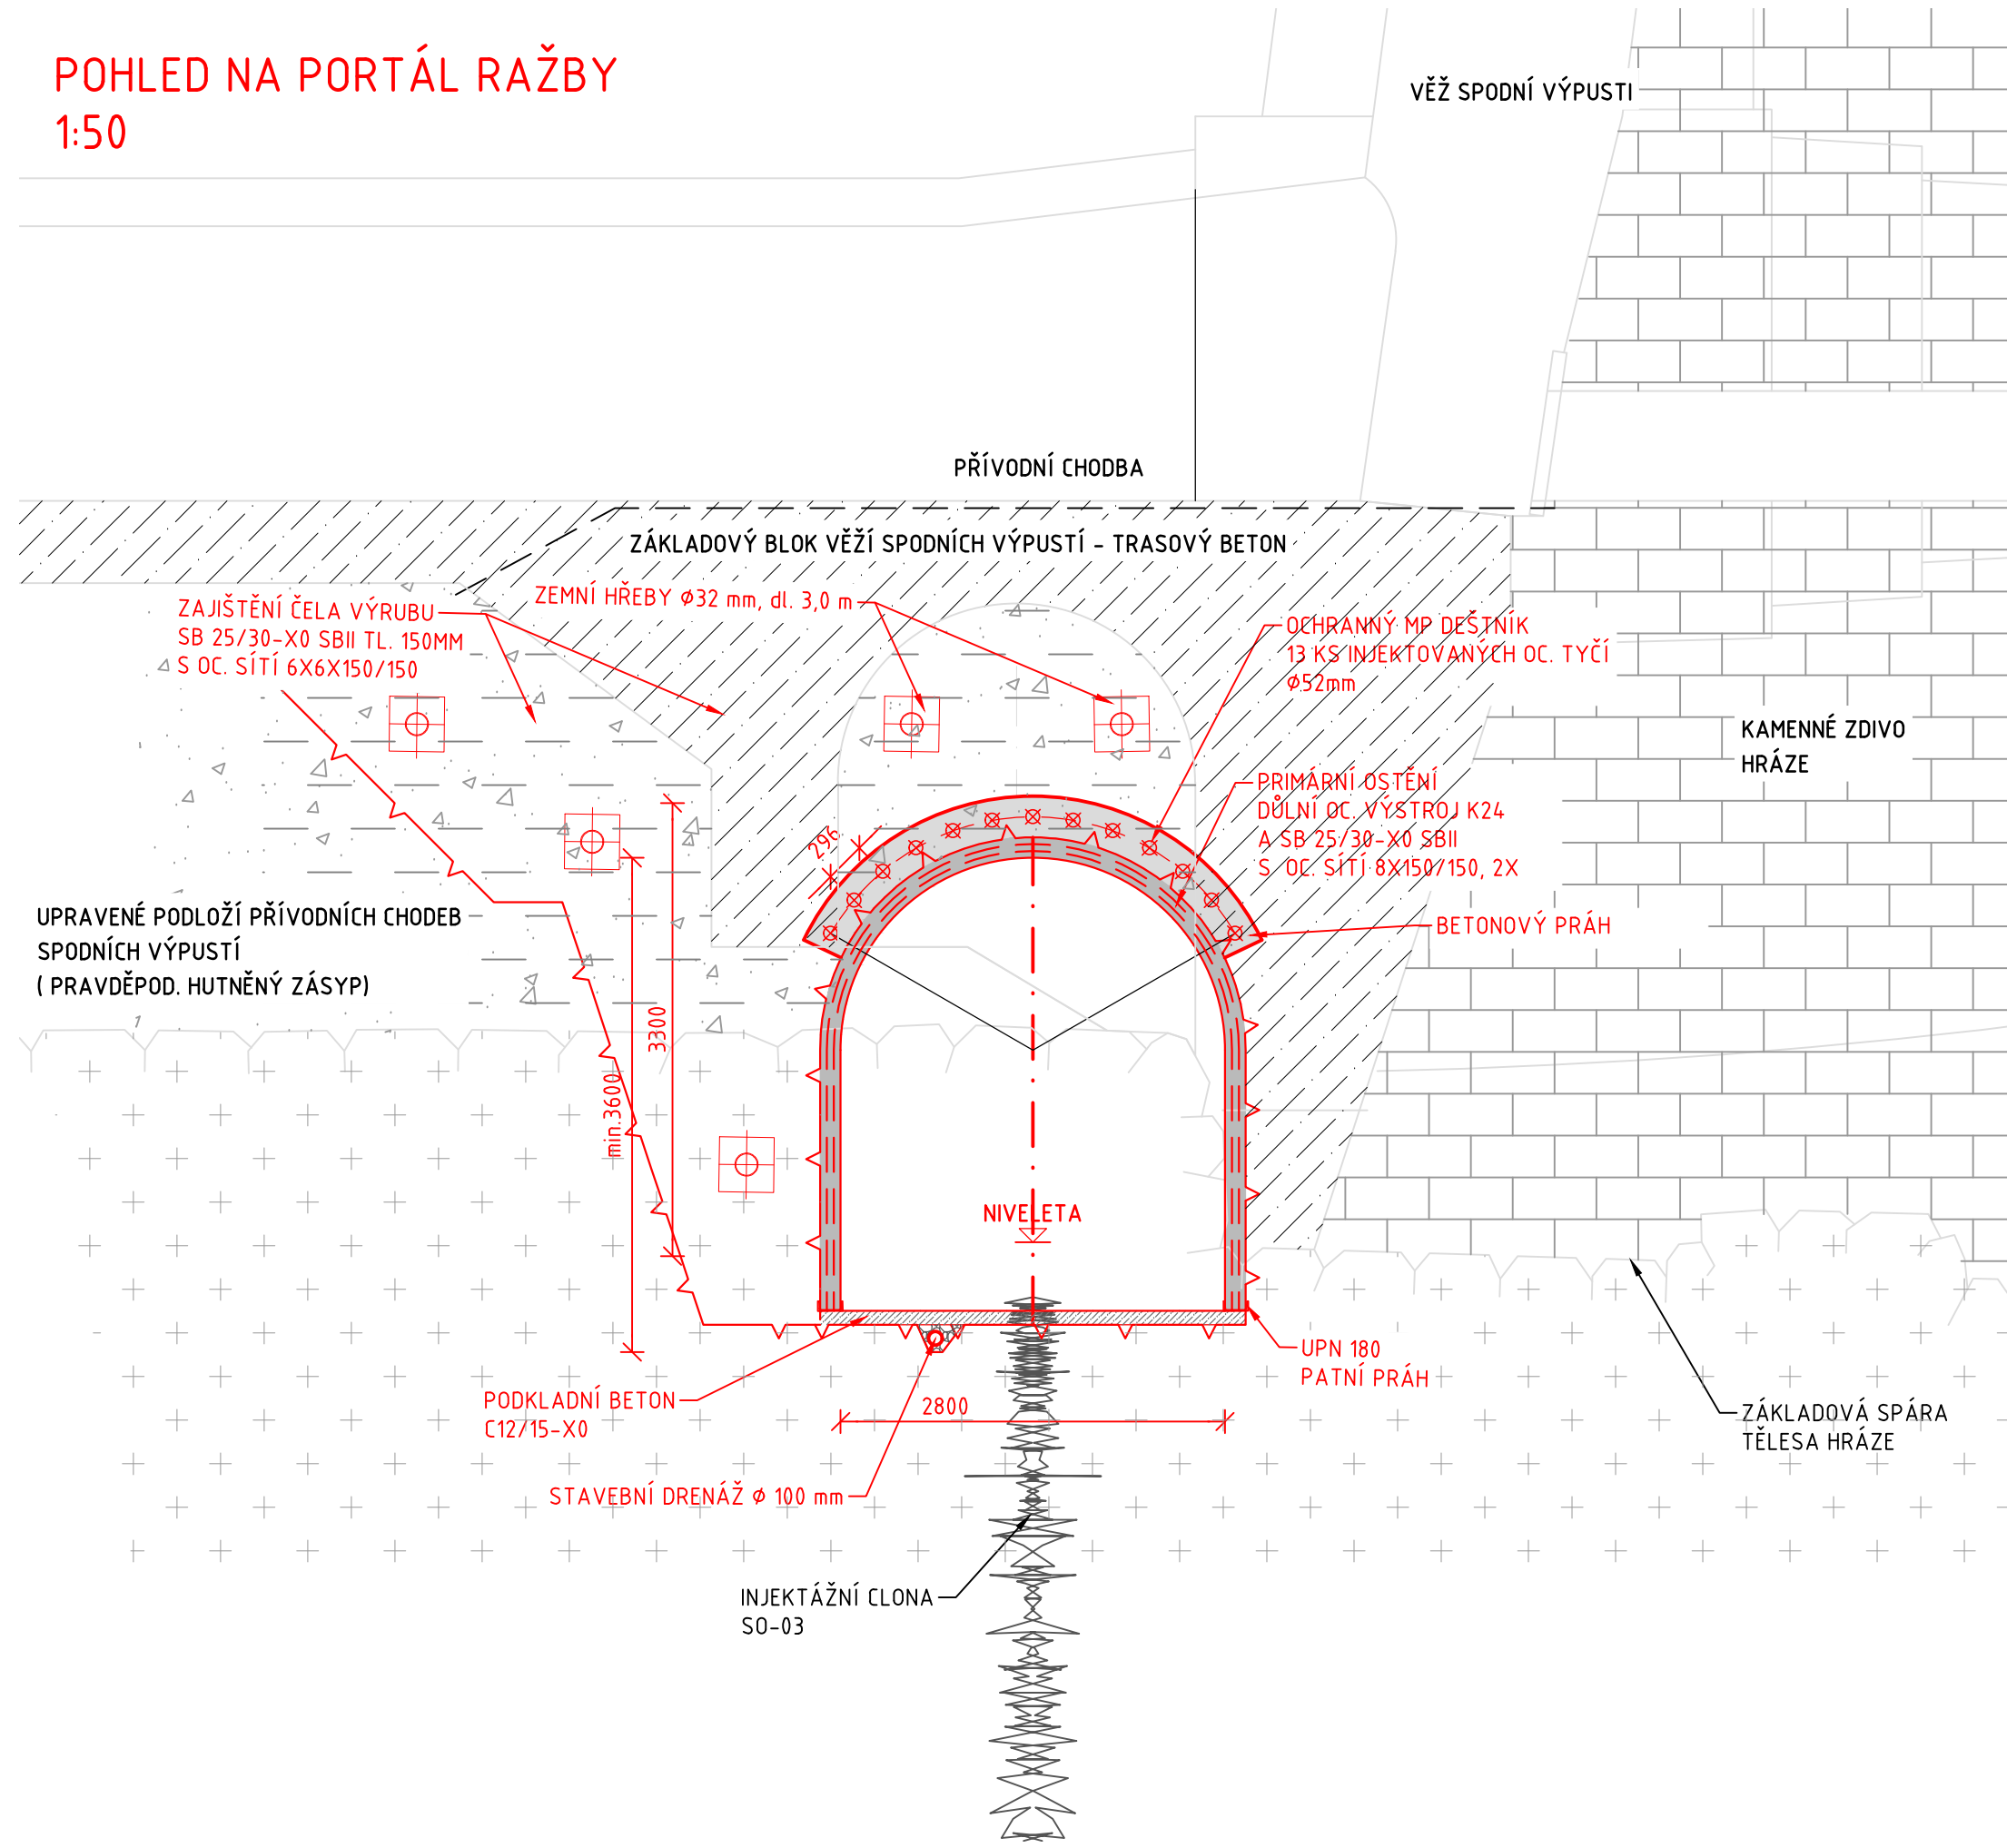 POHLED NA PORTÁL RAŽBY
1:50
VĚŽ SPODNÍ VÝPUSTI
PŘÍVODNÍ CHODBA
ZÁKLADOVÝ BLOK VĚŽÍ SPODNÍCH VÝPUSTÍ - TRASOVÝ BETON
ZAJIŠTĚNÍ ČELA VÝRUBU
SB 25/30-X0 SBII TL. 150MM
S OC. SÍTÍ 6X6X150/150
ZEMNÍ HŘEBY Ø32 mm, dl. 3,0 m
OCHRANNÝ MP DEŠTNÍK
13 KS INJEKTOVANÝCH OC. TYČÍ
Ø52mm
KAMENNÉ ZDIVO
HRÁZE
PRIMÁRNÍ OSTĚNÍ
DŮLNÍ OC. VÝSTROJ K24
A SB 25/30-X0 SBII
S OC. SÍTÍ 8X150/150, 2X
296
BETONOVÝ PRÁH
UPRAVENÉ PODLOŽÍ PŘÍVODNÍCH CHODEB
SPODNÍCH VÝPUSTÍ
( PRAVDĚPOD. HUTNĚNÝ ZÁSYP)
3300
min.3600
NIVELETA
UPN 180
PATNÍ PRÁH
PODKLADNÍ BETON
C12/15-X0
2800
ZÁKLADOVÁ SPÁRA
TĚLESA HRÁZE
STAVEBNÍ DRENÁŽ Ø 100 mm
INJEKTÁŽNÍ CLONA
SO-03